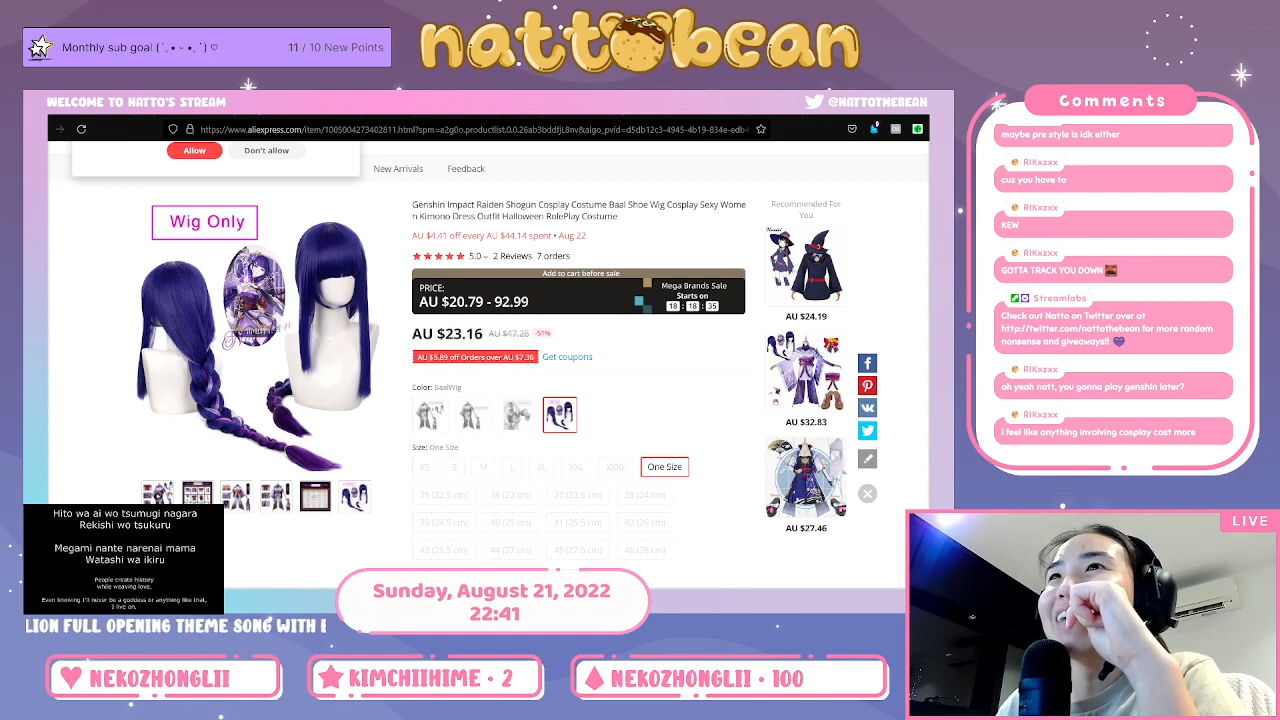 Monthly sub goal (´｡• ᵕ •｡`) ♡
11 / 10 New Points
natto bean
WELCOME TO NATTO'S STREAM
@NATTOTHEBEAN
https://www.aliexpress.com/item/1005004273402811.html?spm=a2g0o.productlist.0.0.26ab3bddfjL8nv&algo_pvid=d5db12c3-4945-4b19-834e-edb4
Allow
Don't allow
New Arrivals
Feedback
Wig Only
Genshin Impact Raiden Shogun Cosplay Costume Baal Shoe Wig Cosplay Sexy Wome
n Kimono Dress Outfit Halloween RolePlay Costume
AU $4.41 off every AU $44.14 spent • Aug 22
5.0
2 Reviews
7 orders
Add to cart before sale
PRICE:
AU $20.79 - 92.99
Mega Brands Sale
Starts on
18 : 18 : 35
AU $23.16
AU $47.26
-51%
AU $5.89 off Orders over AU $7.36
Get coupons
Color: BaalWig
Size: One Size
XS
S
M
L
XL
XXL
XXXL
One Size
35 (22.5 cm)
36 (23 cm)
37 (23.5 cm)
38 (24 cm)
39 (24.5 cm)
40 (25 cm)
41 (25.5 cm)
42 (26 cm)
43 (26.5 cm)
44 (27 cm)
45 (27.5 cm)
46 (28 cm)
Recommended For
You
AU $24.19
AU $32.83
AU $27.46
Comments
maybe pre style is idk either
RIKxzxx
cuz you have to
RIKxzxx
KEW
RIKxzxx
GOTTA TRACK YOU DOWN
Streamlabs
Check out Natto on Twitter over at
http://twitter.com/nattothebean for more random
nonsense and giveaways!!
RIKxzxx
oh yeah natt, you gonna play genshin later?
RIKxzxx
i feel like anything involving cosplay cost more
Hito wa ai wo tsumugi nagara
Rekishi wo tsukuru
Megami nante narenai mama
Watashi wa ikiru
People create history
while weaving love,
Even knowing I'll never be a goddess or anything like that,
I live on.
LION FULL OPENING THEME SONG WITH
Sunday, August 21, 2022
22:41
LIVE
NEKOZHONGLII
KIMCHIIHIME • 2
NEKOZHONGLII • 100